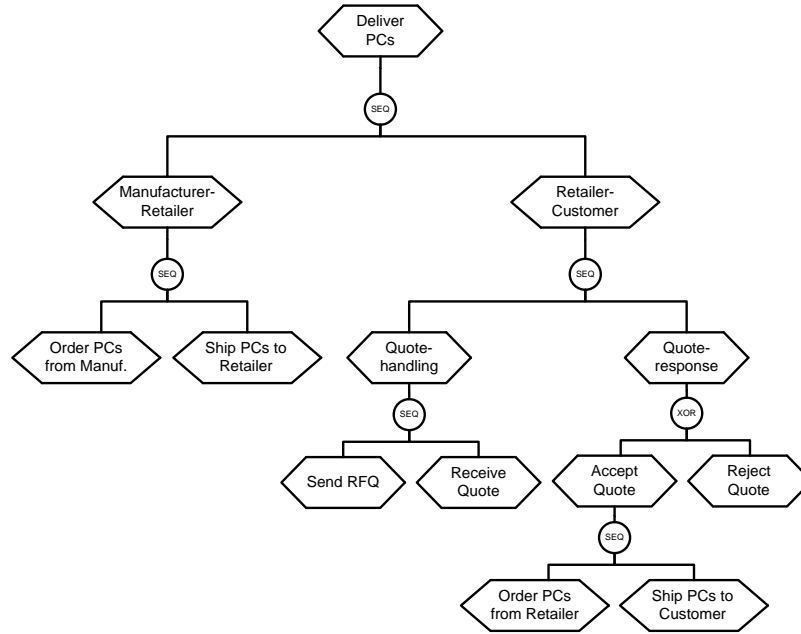 Deliver
PCs
SEQ
Manufacturer-
Retailer
Retailer-
Customer
SEQ
SEQ
Order PCs
from Manuf.
Ship PCs to
Retailer
Quote-
handling
Quote-
response
SEQ
XOR
Send RFQ
Receive
Quote
Accept
Quote
Reject
Quote
SEQ
Order PCs
from Retailer
Ship PCs to
Customer